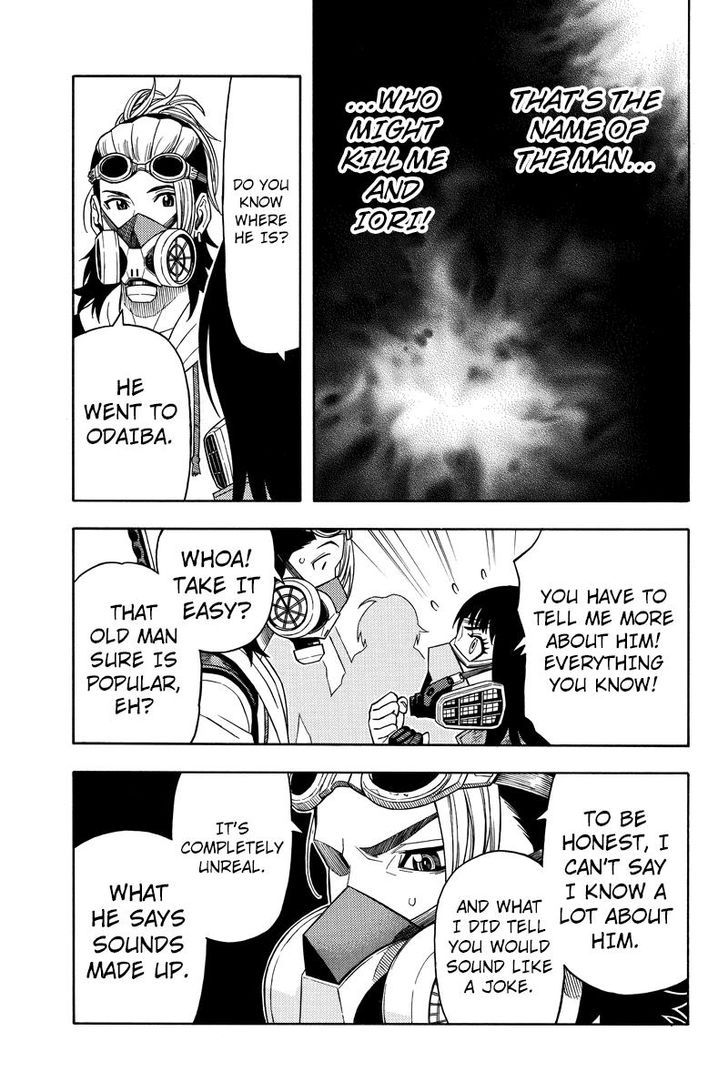 THAT'S THE
NAME OF
THE MAN...
...WHO
MIGHT
KILL ME
AND
IORI!
DO YOU
KNOW
WHERE
HE IS?
HE
WENT TO
ODAIBA.
YOU HAVE TO
TELL ME MORE
ABOUT HIM!
EVERYTHING
YOU KNOW!
WHOA!
TAKE IT
EASY?
THAT
OLD MAN
SURE IS
POPULAR,
EH?
TO BE
HONEST, I
CAN'T SAY
I KNOW A
LOT ABOUT
HIM.
AND WHAT
I DID TELL
YOU WOULD
SOUND LIKE
A JOKE.
IT'S
COMPLETELY
UNREAL.
WHAT
HE SAYS
SOUNDS
MADE UP.